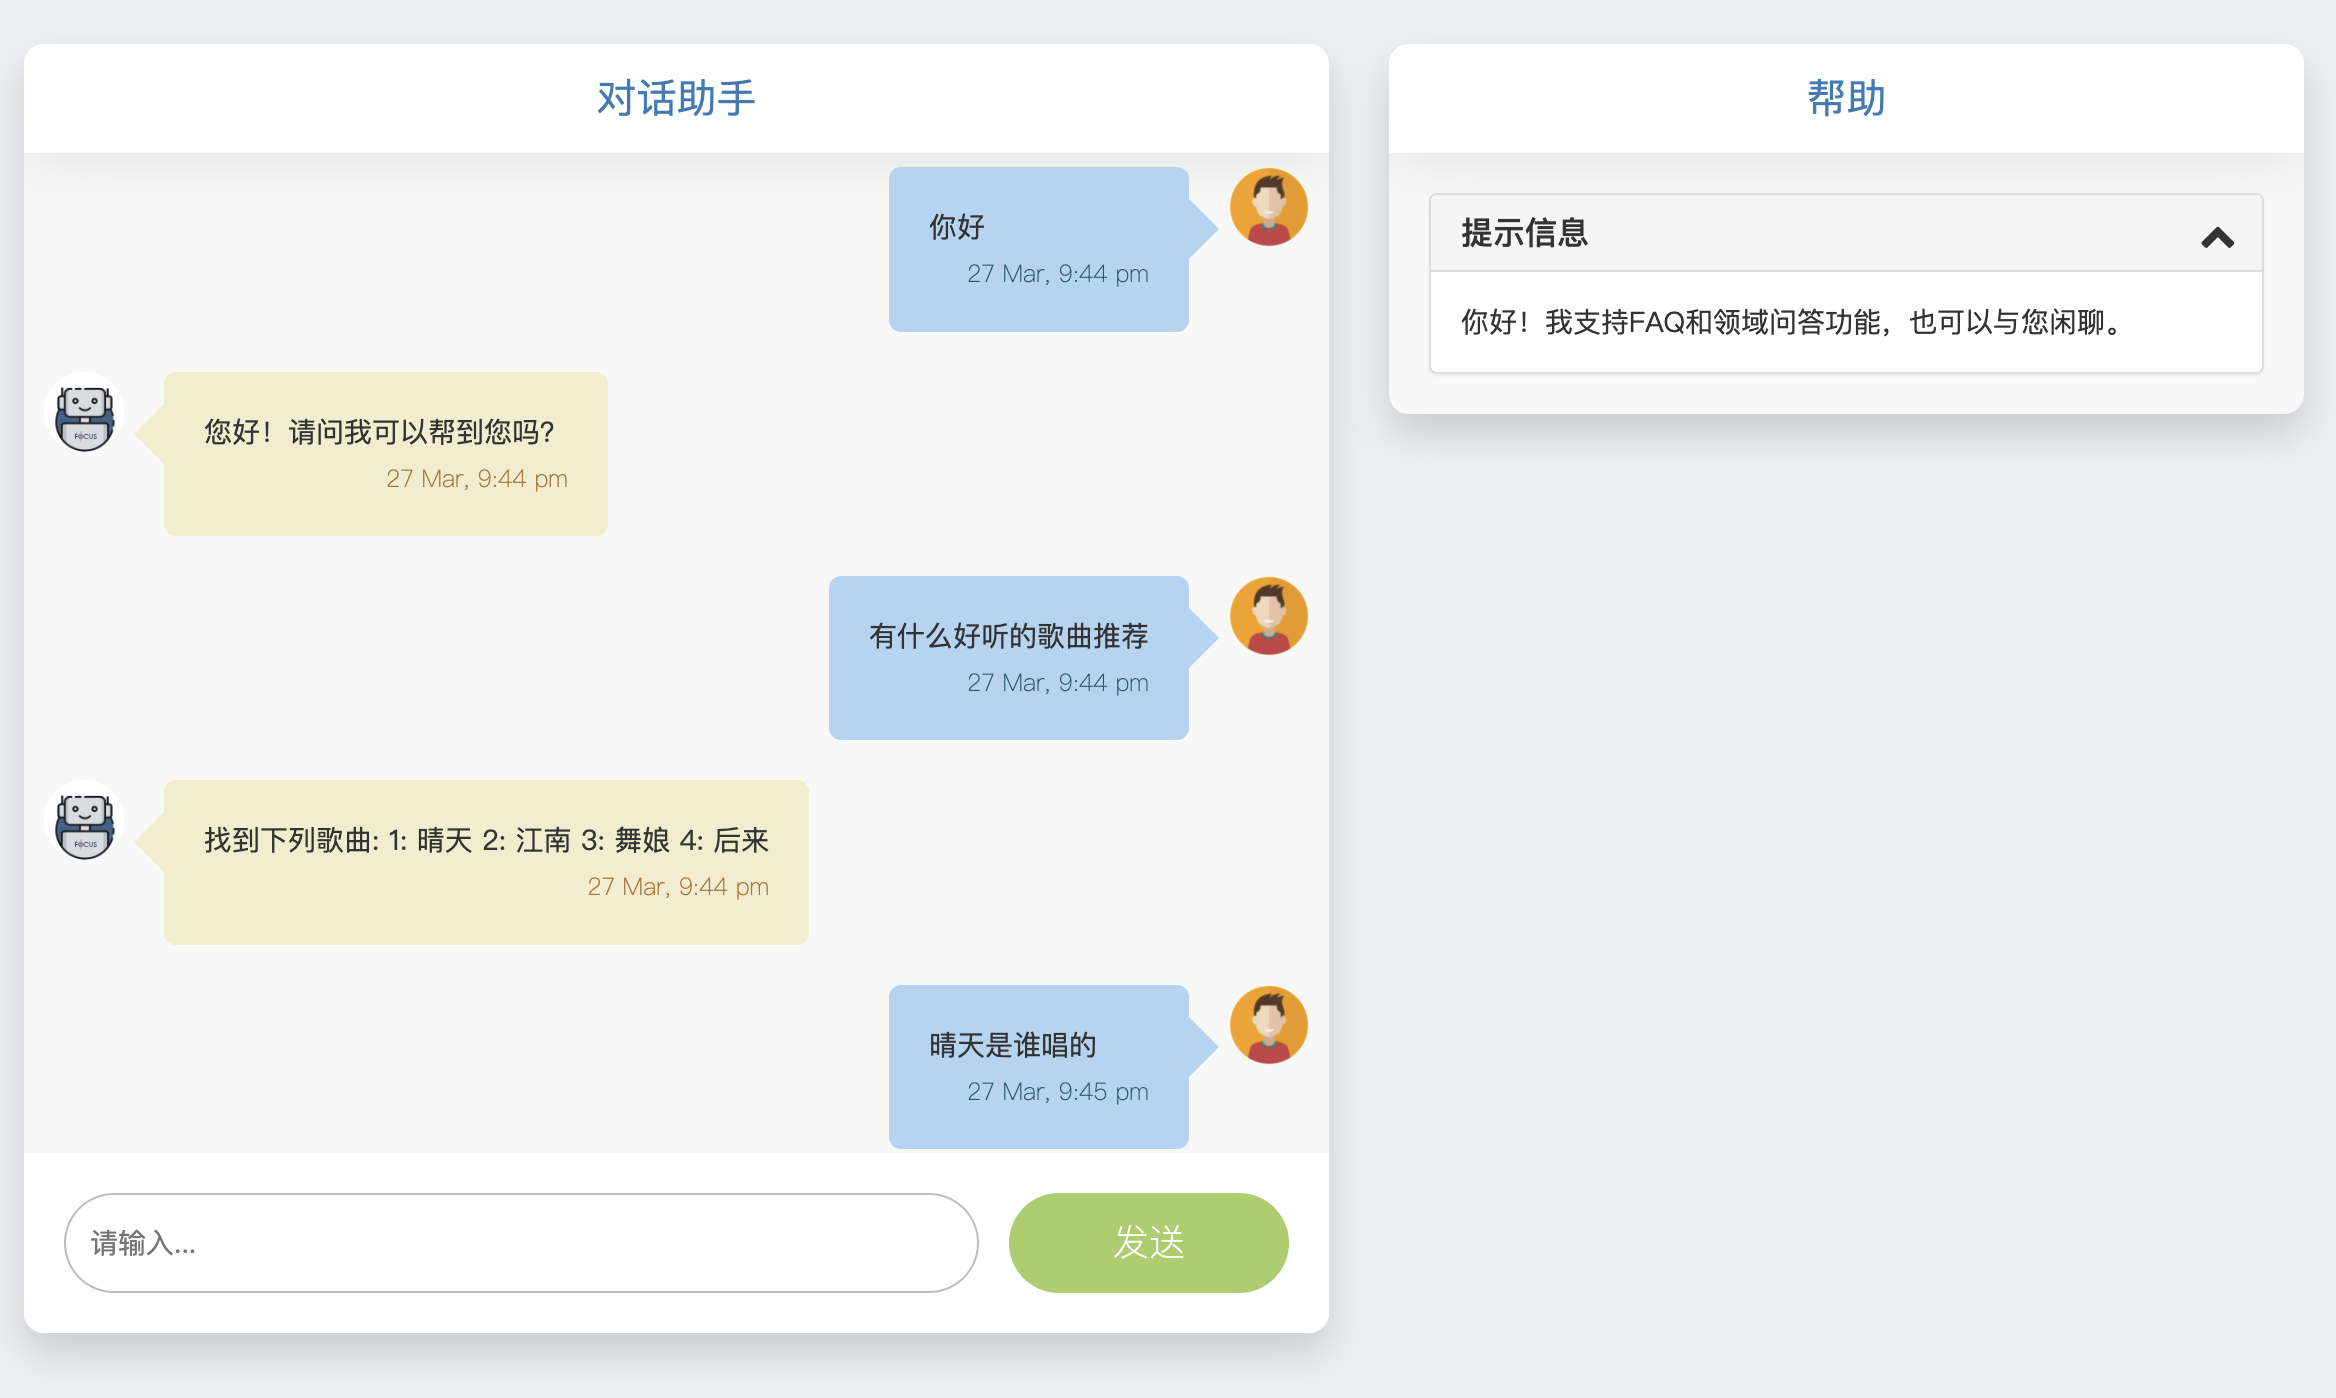 对话助手
你好
27 Mar, 9:44 pm
FOCUS
您好！请问我可以帮到您吗？
27 Mar, 9:44 pm
有什么好听的歌曲推荐
27 Mar, 9:44 pm
FOCUS
找到下列歌曲: 1: 晴天 2: 江南 3: 舞娘 4: 后来
27 Mar, 9:44 pm
晴天是谁唱的
27 Mar, 9:45 pm
请输入...
发送
帮助
提示信息
你好！我支持FAQ和领域问答功能，也可以与您闲聊。